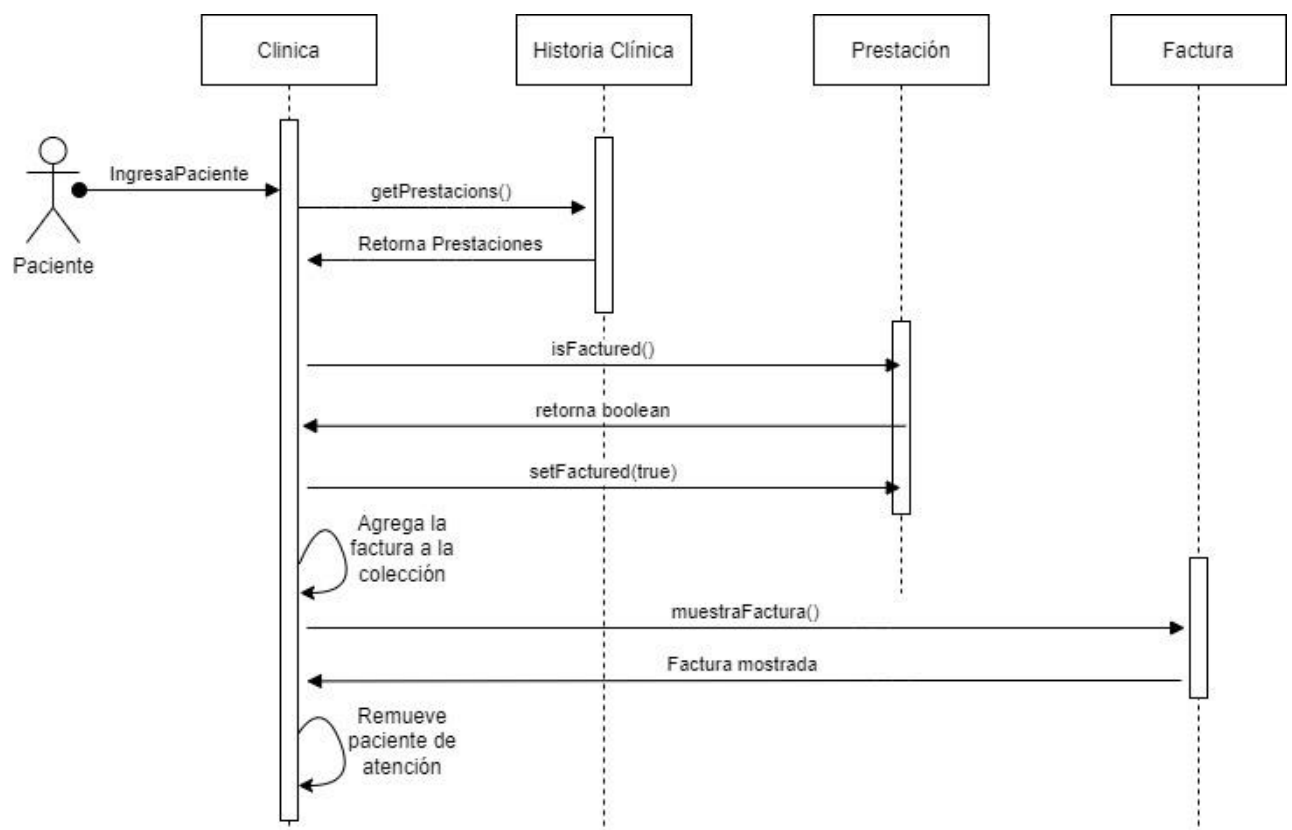 Clinica
Historia Clínica
Prestación
Factura
IngresaPaciente
getPrestacions()
Retorna Prestaciones
Paciente
isFactured()
retorna boolean
setFactured(true)
Agrega la
factura a la
colección
muestraFactura()
Factura mostrada
Remueve
paciente de
atención